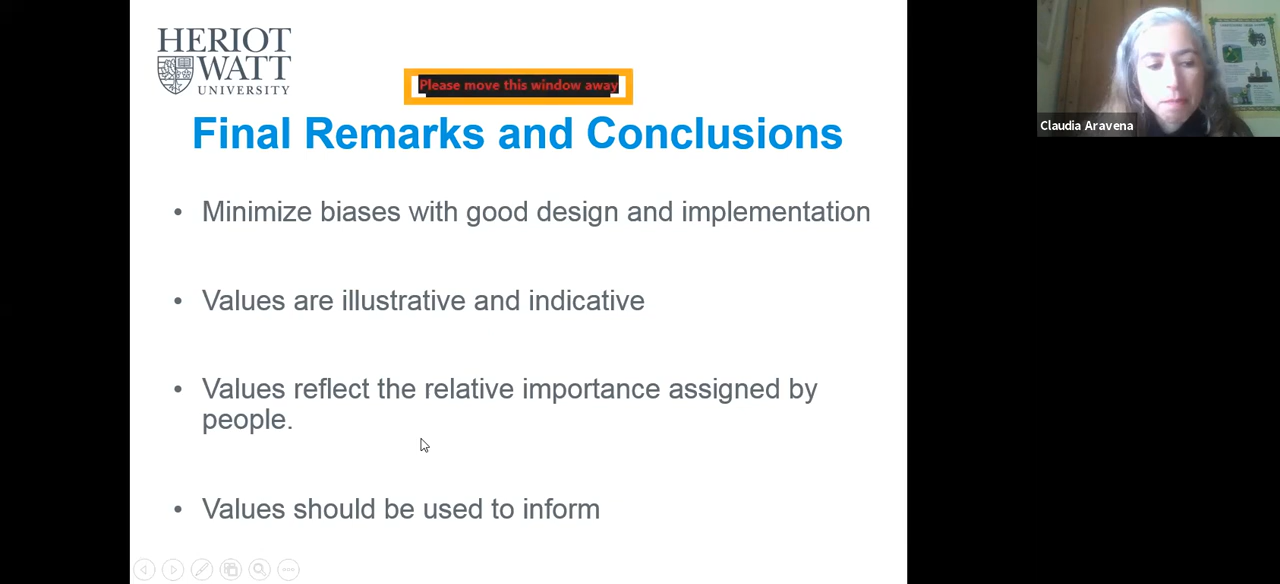 HERIOT
WATT
UNIVERSITY
Please move this window away
Final Remarks and Conclusions
• Minimize biases with good design and implementation
• Values are illustrative and indicative
• Values reflect the relative importance assigned by
people.
• Values should be used to inform
Claudia Aravena